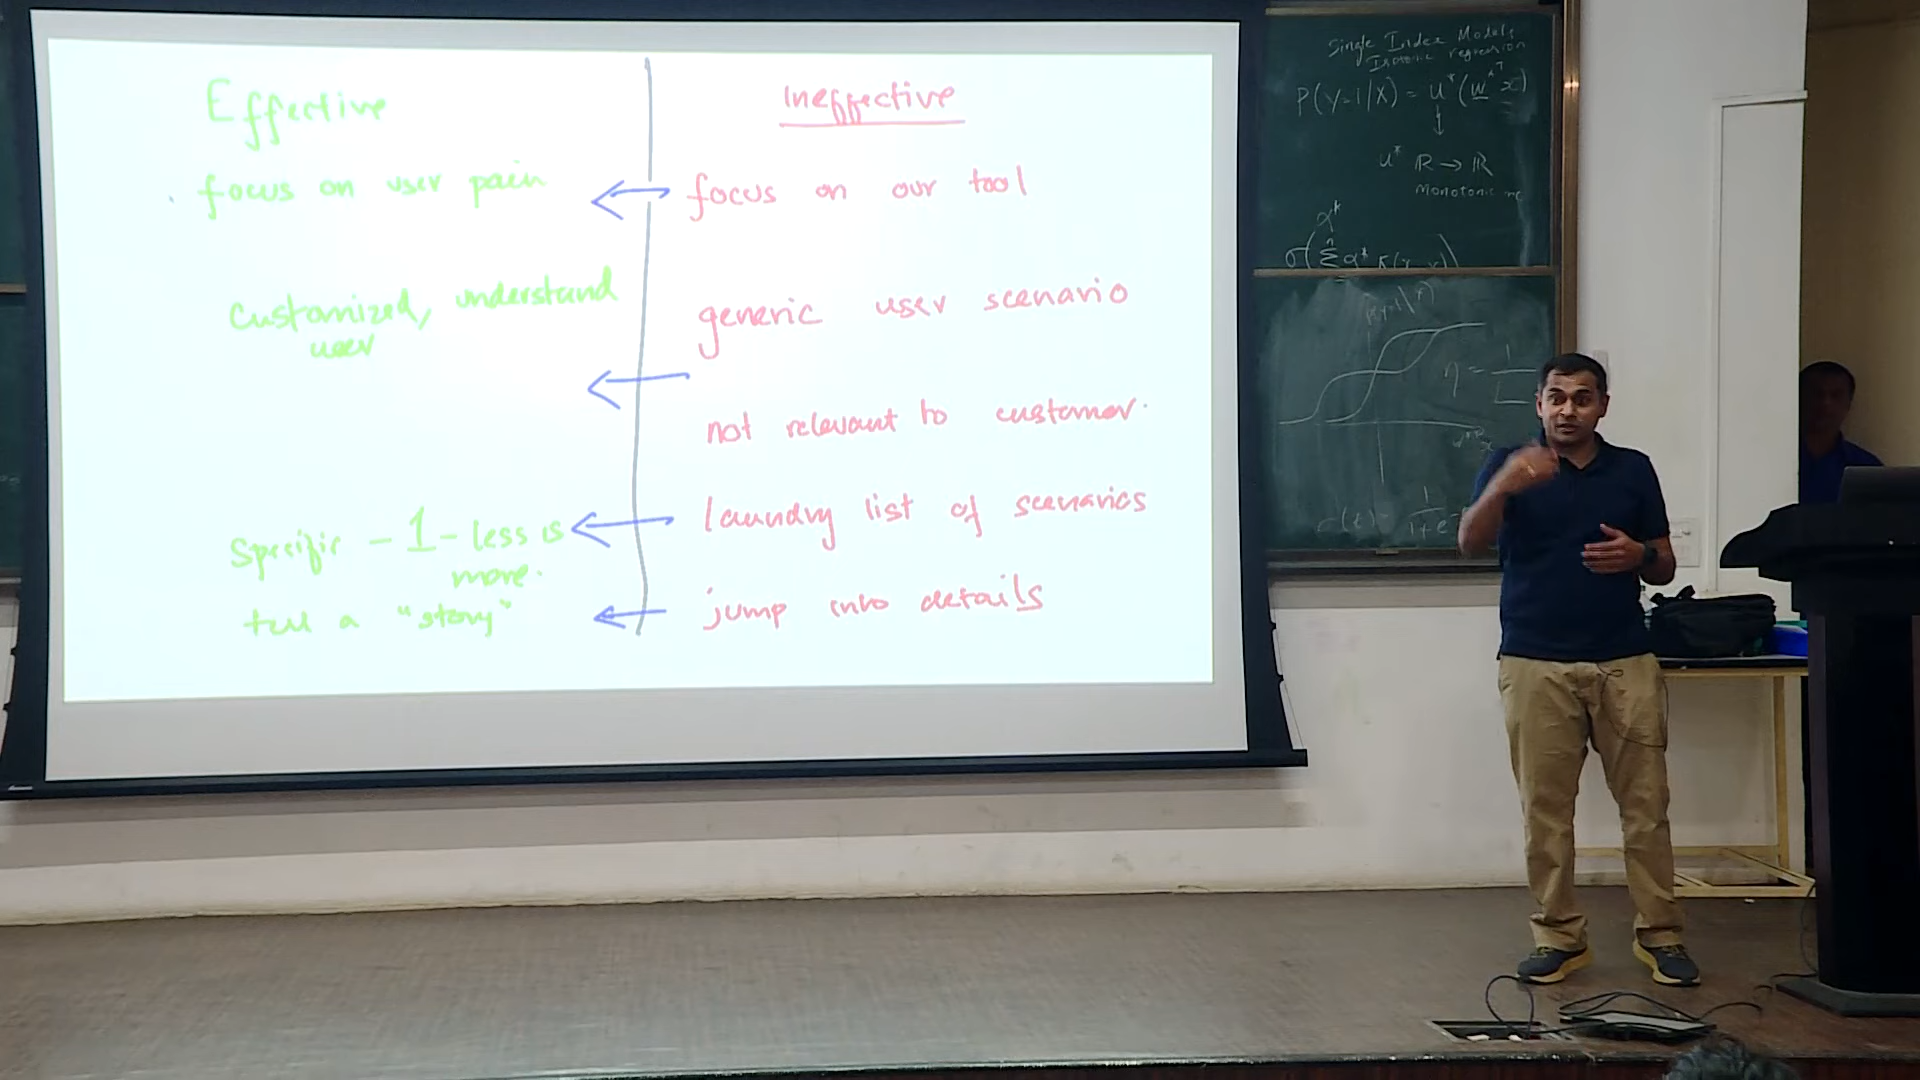 Effective
focus on user pain
customized, understand
user
Specific - 1 - less is
more.
tell a "story"
Ineffective
focus on our tool
generic user scenario
not relevant to customer.
laundry list of scenarios
jump into details
Single Index Models
Isotonic regression
P(Y=1/X) = u*(w*ᵀx)
u* ℝ → ℝ
monotonic
η =